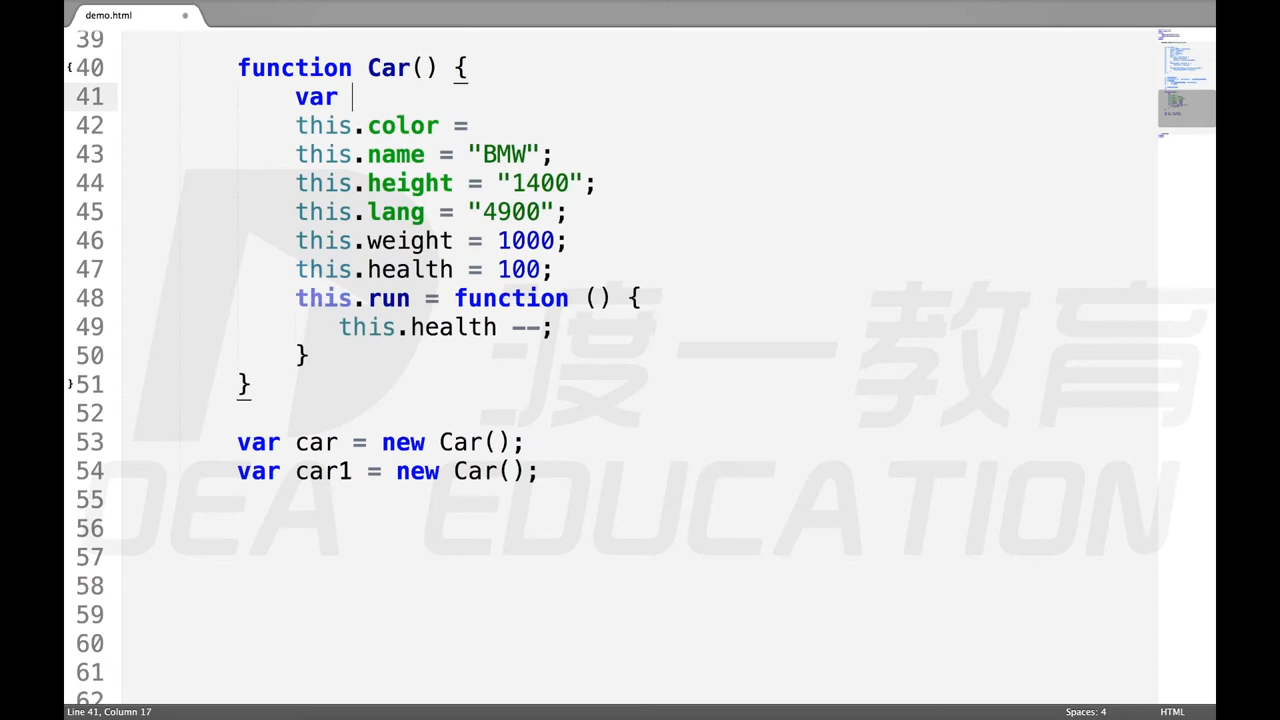 demo.html
39
40 function Car() {
41 var
42 this.color =
43 this.name = "BMW";
44 this.height = "1400";
45 this.lang = "4900";
46 this.weight = 1000;
47 this.health = 100;
48 this.run = function () {
49 this.health --;
50 }
51 }
52
53 var car = new Car();
54 var car1 = new Car();
55
56
57
58
59
60
61
62
渡一教育
DEA EDUCATION
Line 41, Column 17 Spaces: 4 HTML